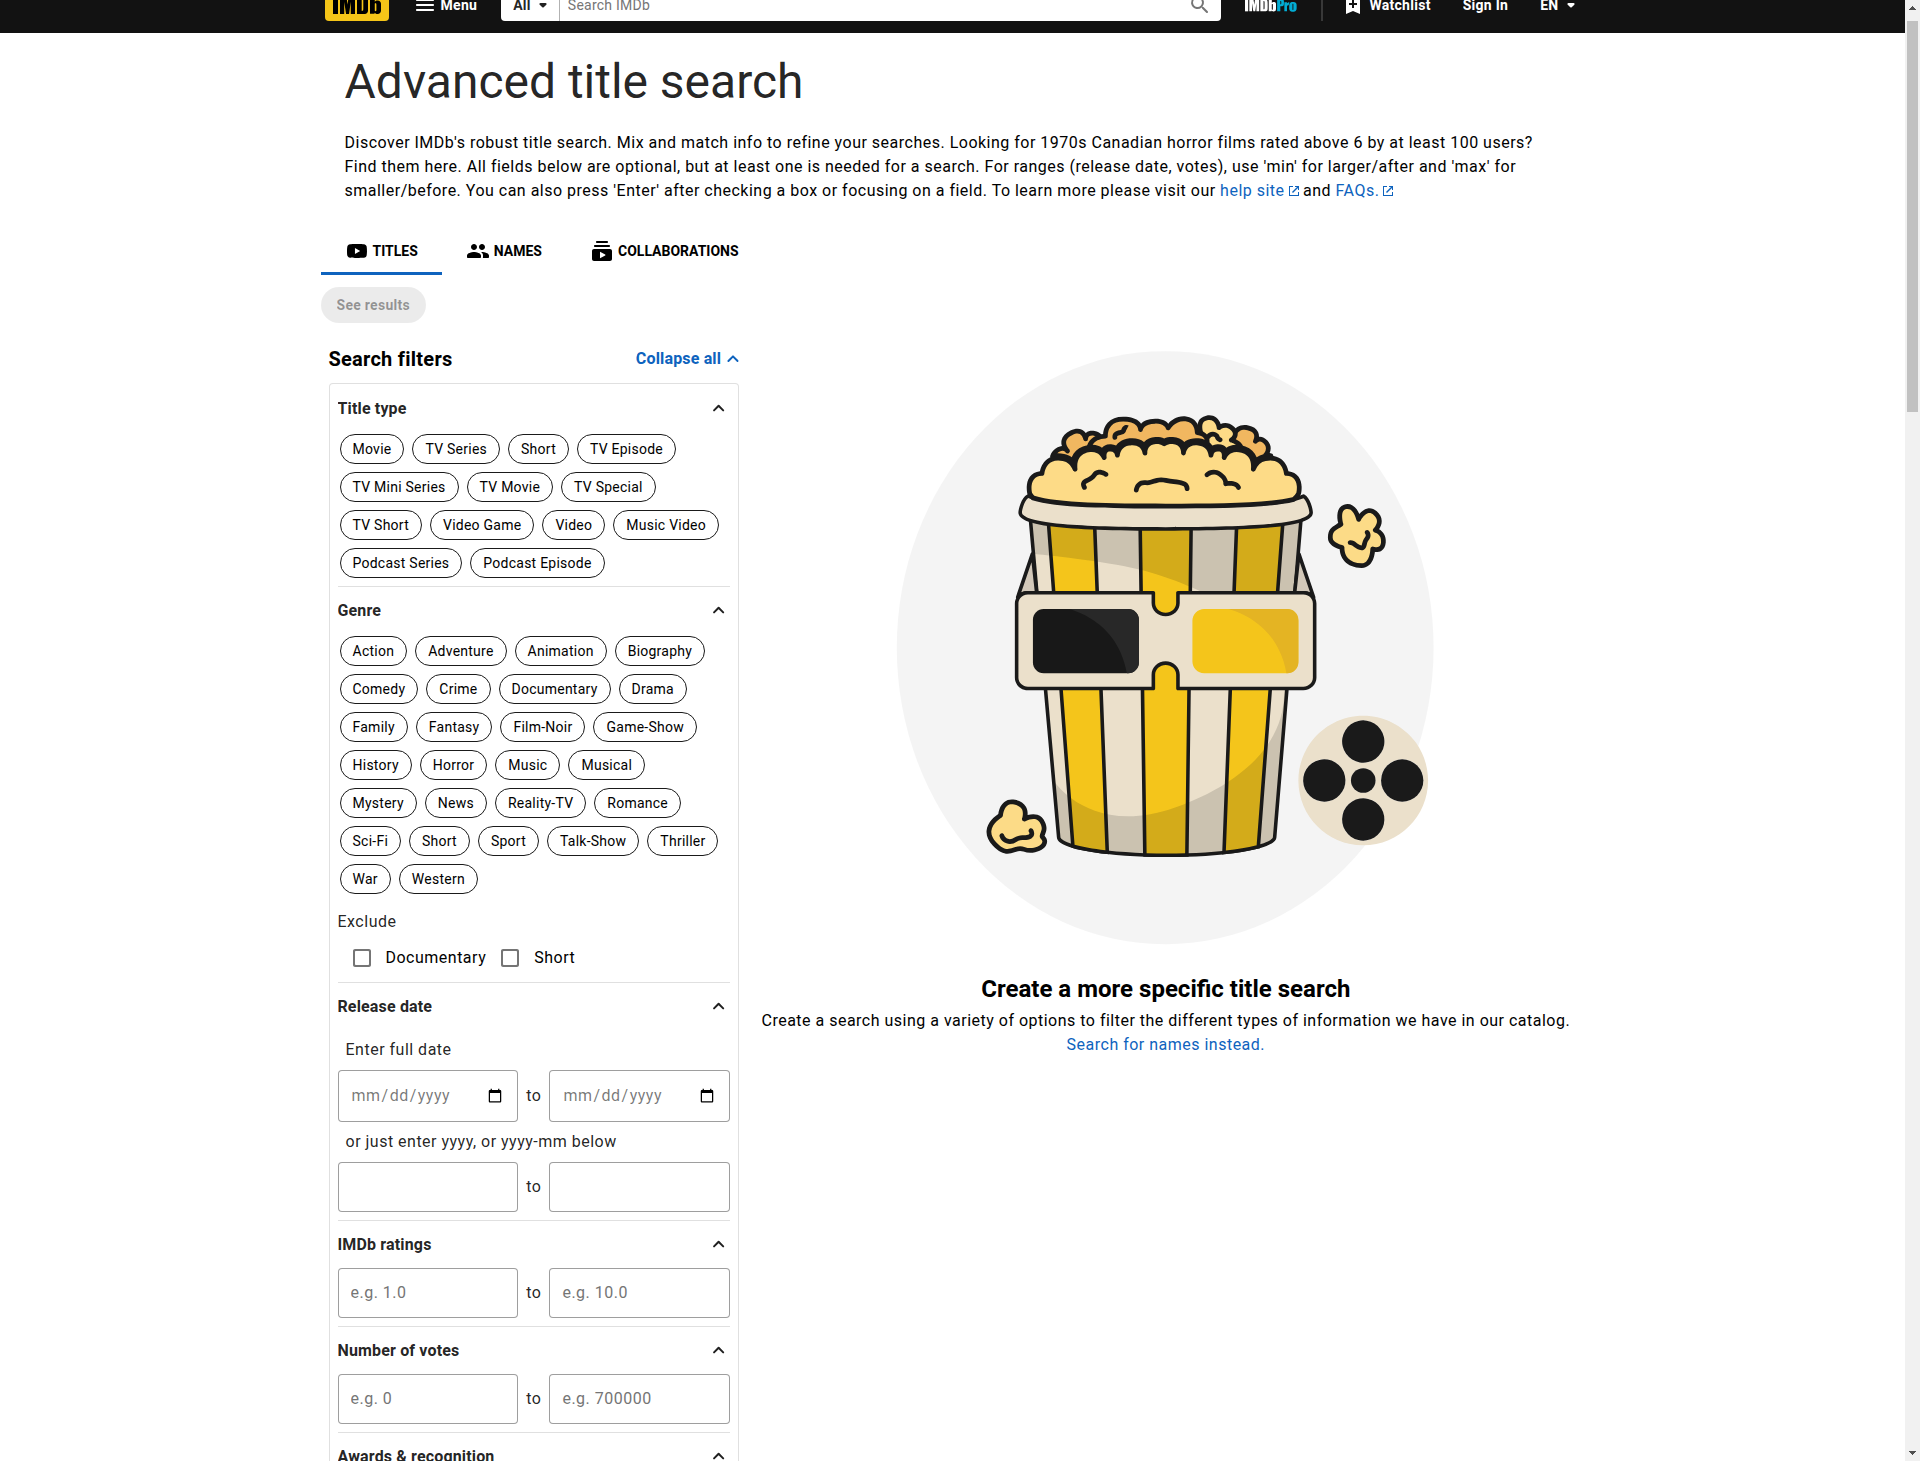 IMDb Menu All Search IMDb IMDbPro Watchlist Sign In EN
Advanced title search
Discover IMDb's robust title search. Mix and match info to refine your searches. Looking for 1970s Canadian horror films rated above 6 by at least 100 users?
Find them here. All fields below are optional, but at least one is needed for a search. For ranges (release date, votes), use 'min' for larger/after and 'max' for
smaller/before. You can also press 'Enter' after checking a box or focusing on a field. To learn more please visit our help site and FAQs.
TITLES NAMES COLLABORATIONS
See results
Search filters Collapse all
Title type
Movie TV Series Short TV Episode
TV Mini Series TV Movie TV Special
TV Short Video Game Video Music Video
Podcast Series Podcast Episode
Genre
Action Adventure Animation Biography
Comedy Crime Documentary Drama
Family Fantasy Film-Noir Game-Show
History Horror Music Musical
Mystery News Reality-TV Romance
Sci-Fi Short Sport Talk-Show Thriller
War Western
Exclude
Documentary Short
Release date
Enter full date
mm/dd/yyyy to mm/dd/yyyy
or just enter yyyy, or yyyy-mm below
to
IMDb ratings
e.g. 1.0 to e.g. 10.0
Number of votes
e.g. 0 to e.g. 700000
Awards & recognition
Create a more specific title search
Create a search using a variety of options to filter the different types of information we have in our catalog.
Search for names instead.